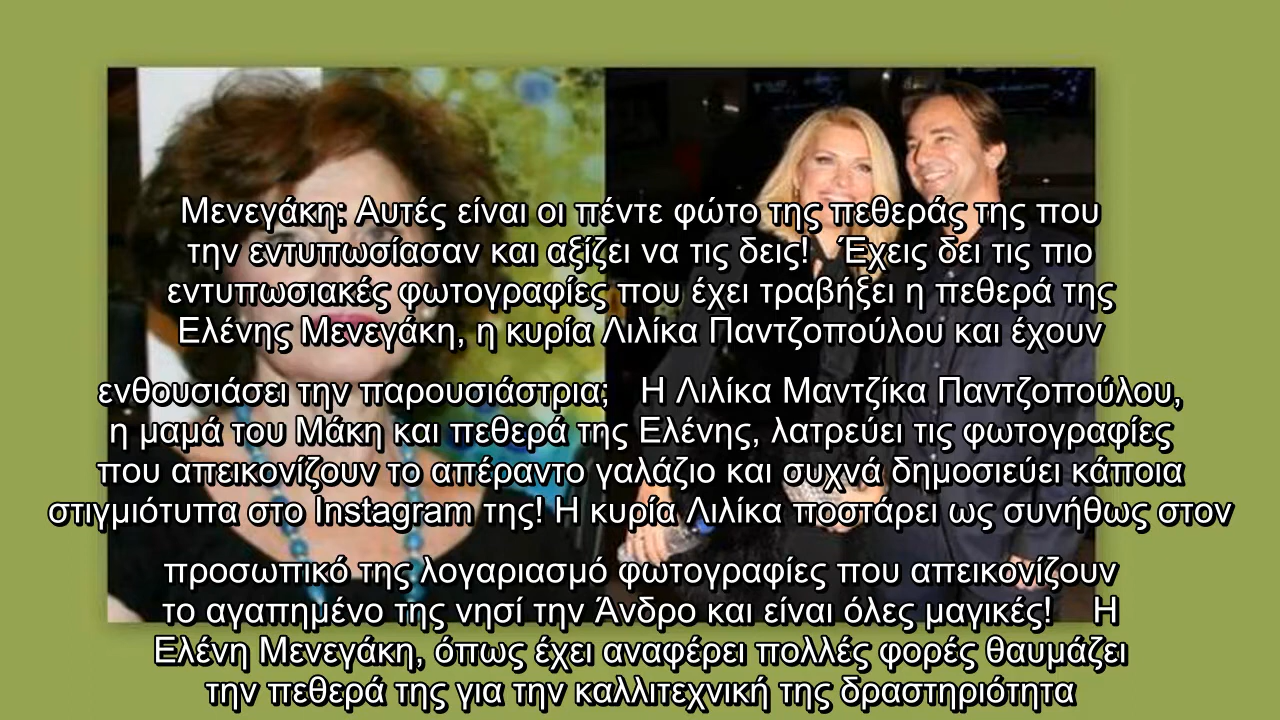 Μενεγάκη: Αυτές είναι οι πέντε φώτο της πεθεράς της που
την εντυπωσίασαν και αξίζει να τις δεις! Έχεις δει τις πιο
εντυπωσιακές φωτογραφίες που έχει τραβήξει η πεθερά της
Ελένης Μενεγάκη, η κυρία Λιλίκα Παντζοπούλου και έχουν
ενθουσιάσει την παρουσιάστρια; Η Λιλίκα Μαντζίκα Παντζοπούλου,
η μαμά του Μάκη και πεθερά της Ελένης, λατρεύει τις φωτογραφίες
που απεικονίζουν το απέραντο γαλάζιο και συχνά δημοσιεύει κάποια
στιγμιότυπα στο Instagram της! Η κυρία Λιλίκα ποστάρει ως συνήθως στον
προσωπικό της λογαριασμό φωτογραφίες που απεικονίζουν
το αγαπημένο της νησί την Άνδρο και είναι όλες μαγικές! Η
Ελένη Μενεγάκη, όπως έχει αναφέρει πολλές φορές θαυμάζει
την πεθερά της για την καλλιτεχνική της δραστηριότητα